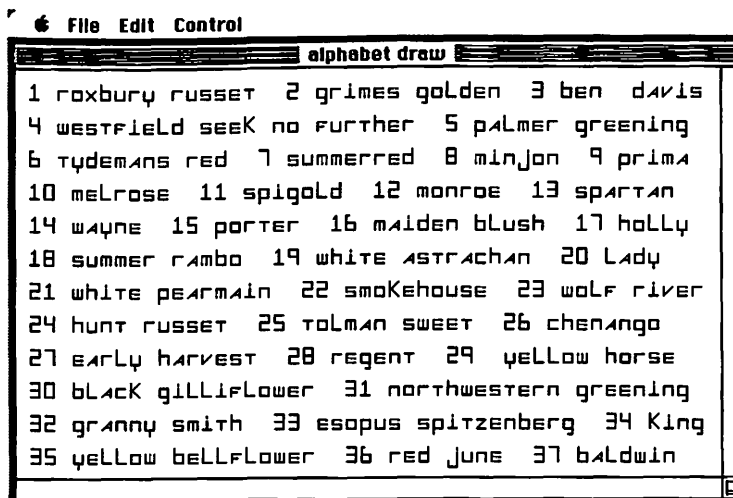 File Edit Control
alphabet draw
1 roxbury russet 2 grimes golden 3 ben davis
4 westfield seek no further 5 palmer greening
6 tydemans red 7 summerred 8 minjon 9 prima
10 melrose 11 spigold 12 monroe 13 spartan
14 wayne 15 porter 16 maiden blush 17 holly
18 summer rambo 19 white astrachan 20 lady
21 white pearmain 22 smokehouse 23 wolf river
24 hunt russet 25 tolman sweet 26 chenango
27 early harvest 28 regent 29 yellow horse
30 black gilliflower 31 northwestern greening
32 granny smith 33 esopus spitzenberg 34 king
35 yellow bellflower 36 red june 37 baldwin